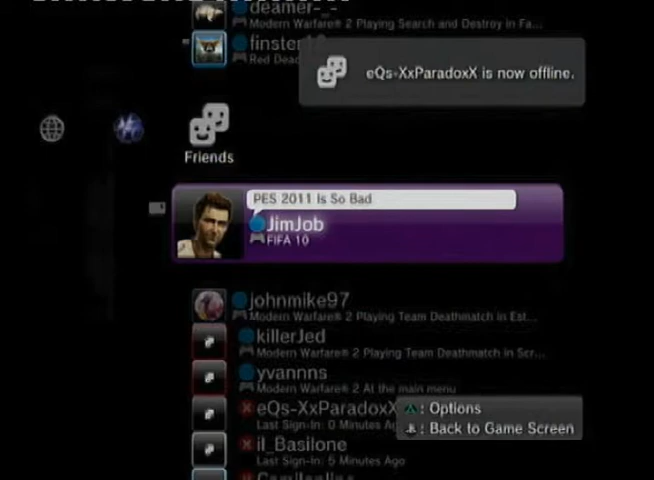 deamer-_-
Modern Warfare® 2 Playing Search and Destroy in Fa...
finster
Red Dead
eQs-XxParadoxX is now offline.
Friends
PES 2011 Is So Bad
JimJob
FIFA 10
johnmike97
Modern Warfare® 2 Playing Team Deathmatch in Est...
killerJed
Modern Warfare® 2 Playing Team Deathmatch in Scr...
yvannns
Modern Warfare® 2 At the main menu
eQs-XxParadoxX
Last Sign-In: 0 Minutes Ag
: Options
: Back to Game Screen
il_Basilone
Last Sign-In: 5 Minutes Ago